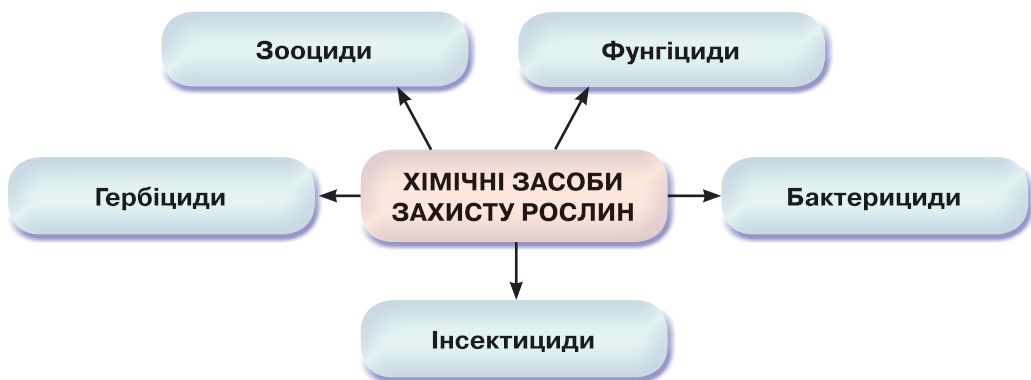 Зооциди
Фунгіциди
Гербіциди
ХІМІЧНІ ЗАСОБИ
ЗАХИСТУ РОСЛИН
Бактерициди
Інсектициди